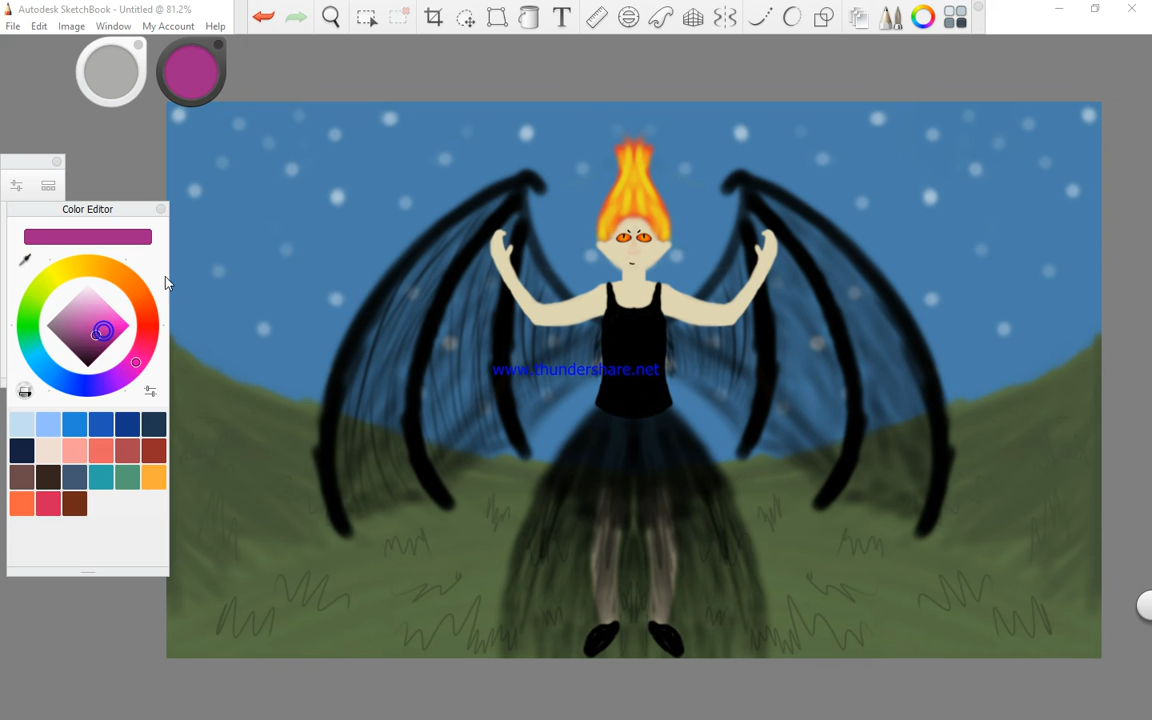 Autodesk SketchBook - Untitled @ 81.2%
File Edit Image Window My Account Help
Color Editor
www.thundershare.net